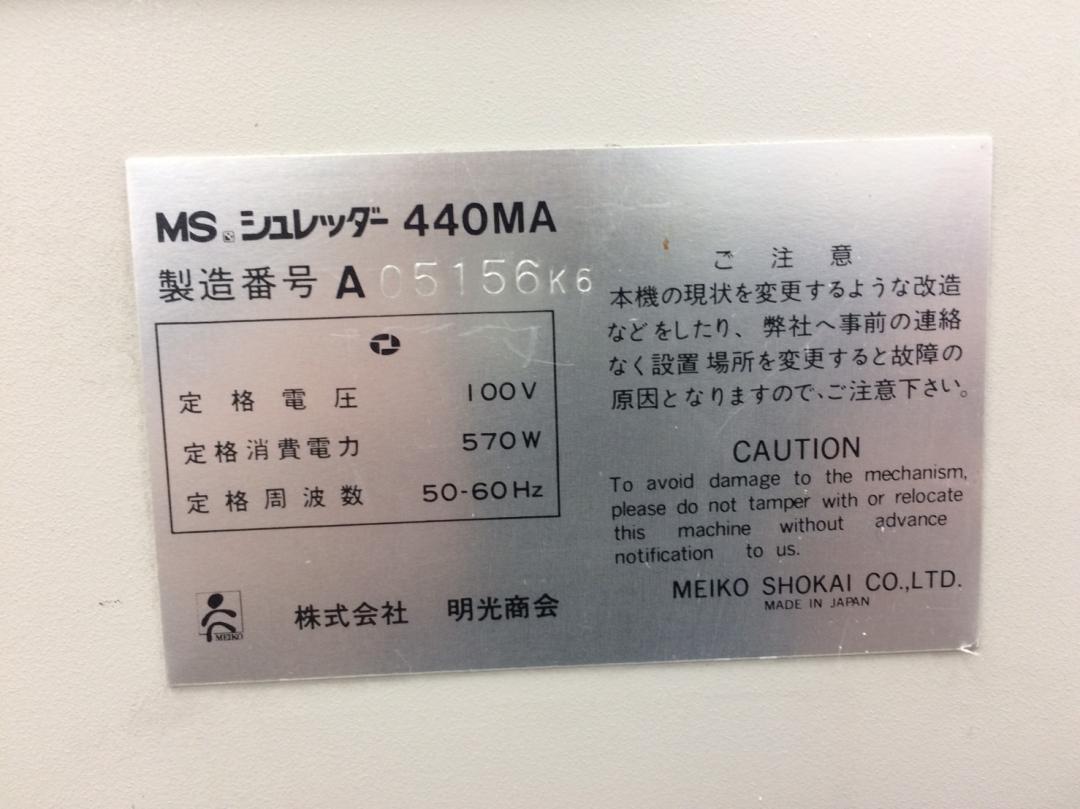 MS シュレッダー 440MA
製造番号 A 05156K6
定格電圧 100V
定格消費電力 570W
定格周波数 50-60Hz
MEIKO
株式会社 明光商会
ご注意
本機の現状を変更するような改造
などをしたり、弊社へ事前の連絡
なく設置場所を変更すると故障の
原因となりますので、ご注意下さい。
CAUTION
To avoid damage to the mechanism,
please do not tamper with or relocate
this machine without advance
notification to us.
MEIKO SHOKAI CO.,LTD.
MADE IN JAPAN